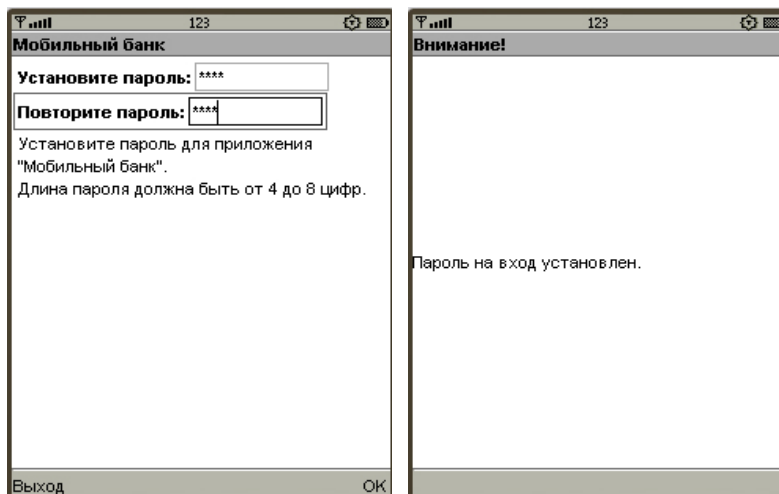 123
Мобильный банк
Установите пароль: ****
Повторите пароль: ****
Установите пароль для приложения
"Мобильный банк".
Длина пароля должна быть от 4 до 8 цифр.
Выход OK
123
Внимание!
Пароль на вход установлен.